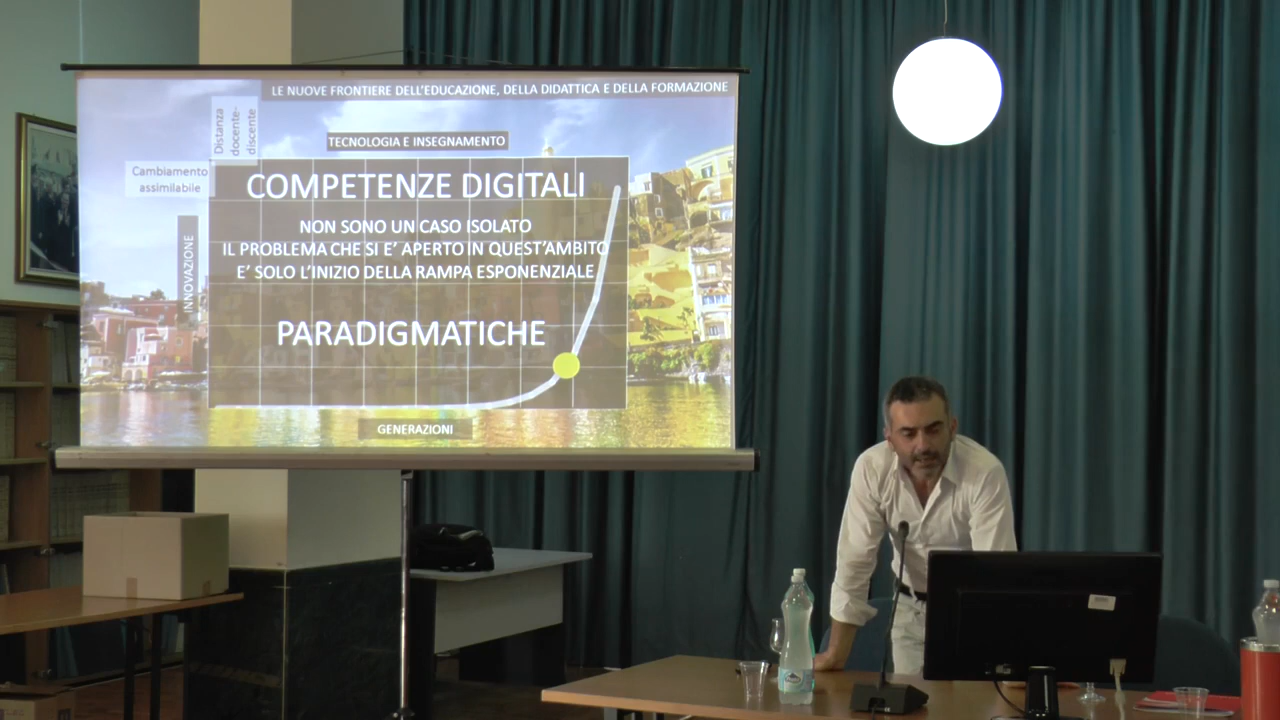 LE NUOVE FRONTIERE DELL'EDUCAZIONE, DELLA DIDATTICA E DELLA FORMAZIONE
Distanza
docente-
discente
TECNOLOGIA E INSEGNAMENTO
Cambiamento
assimilabile
COMPETENZE DIGITALI
NON SONO UN CASO ISOLATO
IL PROBLEMA CHE SI E' APERTO IN QUEST'AMBITO
E' SOLO L'INIZIO DELLA RAMPA ESPONENZIALE
INNOVAZIONE
PARADIGMATICHE
GENERAZIONI